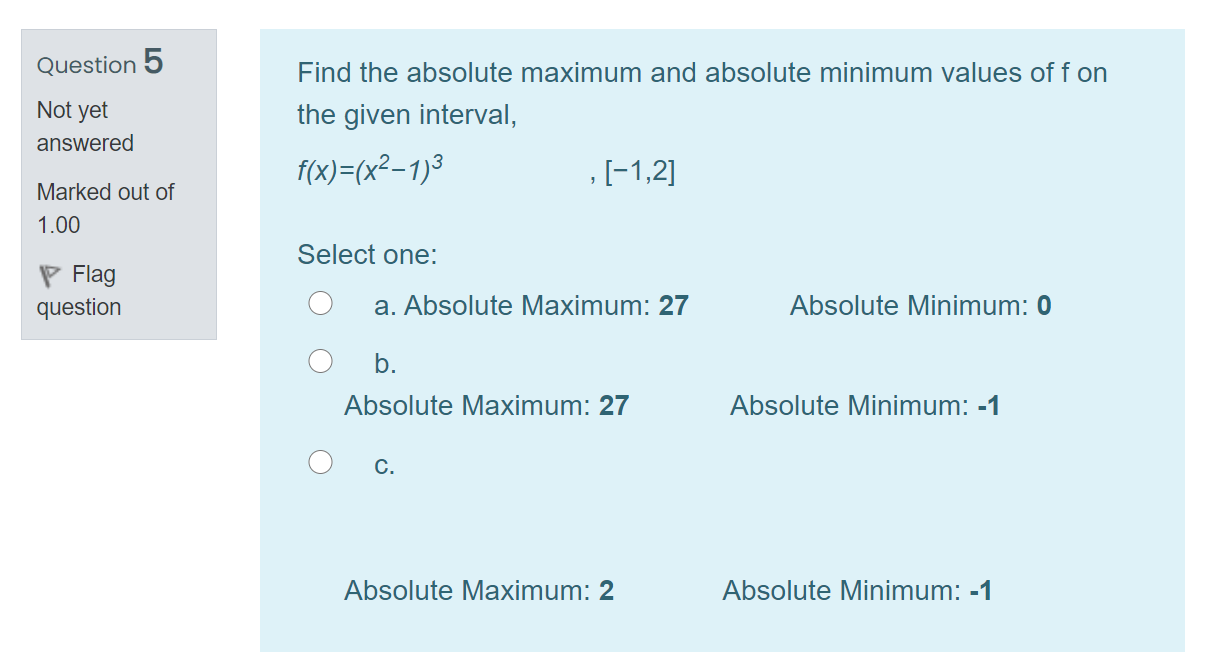 Question 5
Not yet
answered
Marked out of
1.00
Flag
question
Find the absolute maximum and absolute minimum values of f on
the given interval,
f(x)=(x²−1)³ , [−1,2]
Select one:
a. Absolute Maximum: 27 Absolute Minimum: 0
b.
Absolute Maximum: 27 Absolute Minimum: -1
c.
Absolute Maximum: 2 Absolute Minimum: -1